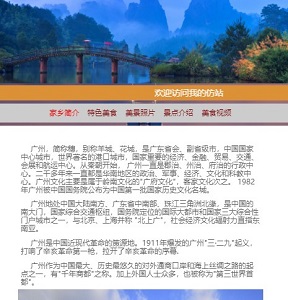 欢迎访问我的仿站
家乡简介 特色美食 美景照片 景点介绍 美食视频
广州，简称穗，别称羊城、花城，是广东省会、副省级市，中国国家
中心城市，世界著名的港口城市，国家重要的经济、金融、贸易、交通、
会展和航运中心。从秦朝开始，广州一直是郡治、州治、府治的行政中
心。二千多年来一直都是华南地区的政治、军事、经济、文化和科教中
心。广州文化主要是属于岭南文化的"广府文化"，客家文化次之。 1982
年广州被中国国务院公布为中国第一批国家历史文化名城。
广州地处中国大陆南方、广东省中南部、珠江三角洲北缘，是中国的
南大门，国家综合交通枢纽，国务院定位的国际大都市和国家三大综合性
门户城市之一，与北京、上海并称 "北上广"，社会经济文化辐射力直指东
南亚。
广州是中国近现代革命的策源地。1911年爆发的广州"三·二九"起义，
打响了辛亥革命第一枪，拉开了辛亥革命的序幕。
广州作为中国最大、历史最悠久的对外通商口岸和海上丝绸之路的起
点之一，有"千年商都"之称。加上外国人士众多，也被称为"第三世界首
都"。